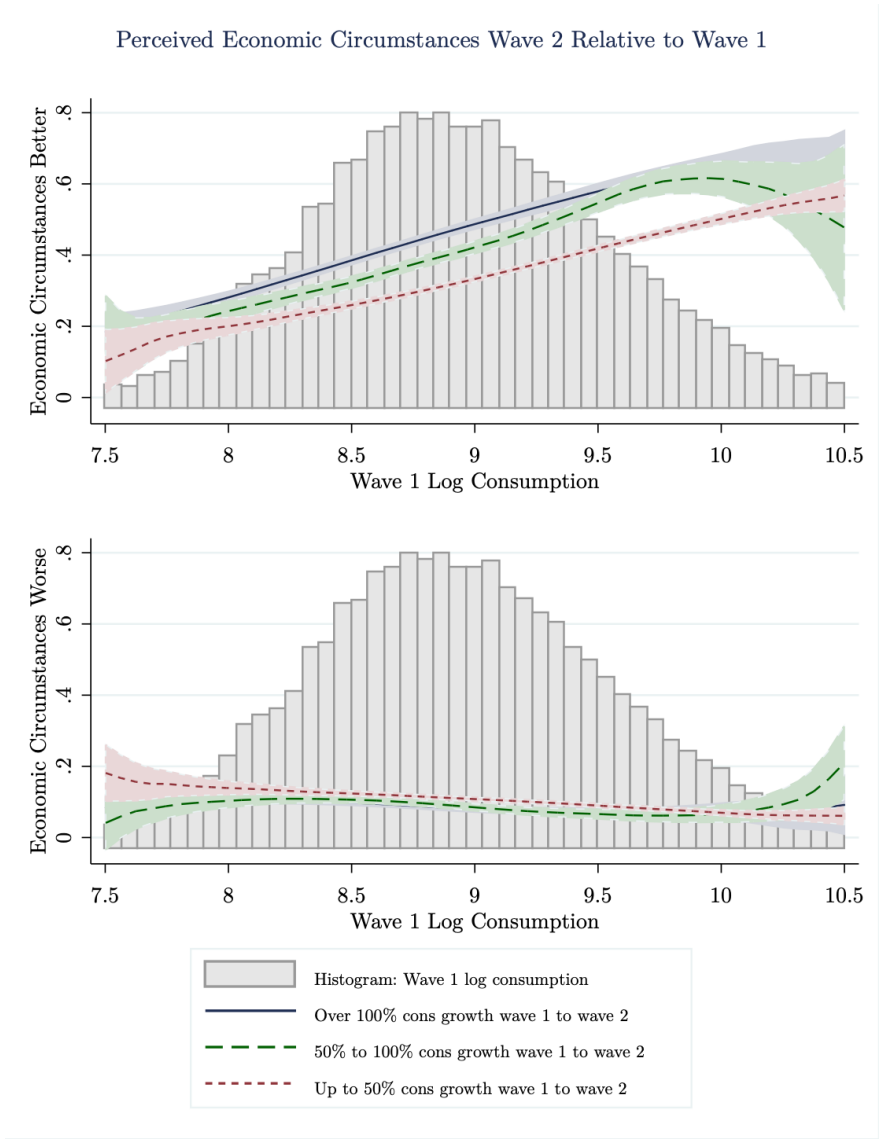 Perceived Economic Circumstances Wave 2 Relative to Wave 1
Economic Circumstances Better
.8
.6
.4
.2
0
7.5 8 8.5 9 9.5 10 10.5
Wave 1 Log Consumption
Economic Circumstances Worse
.8
.6
.4
.2
0
7.5 8 8.5 9 9.5 10 10.5
Wave 1 Log Consumption
Histogram: Wave 1 log consumption
Over 100% cons growth wave 1 to wave 2
50% to 100% cons growth wave 1 to wave 2
Up to 50% cons growth wave 1 to wave 2